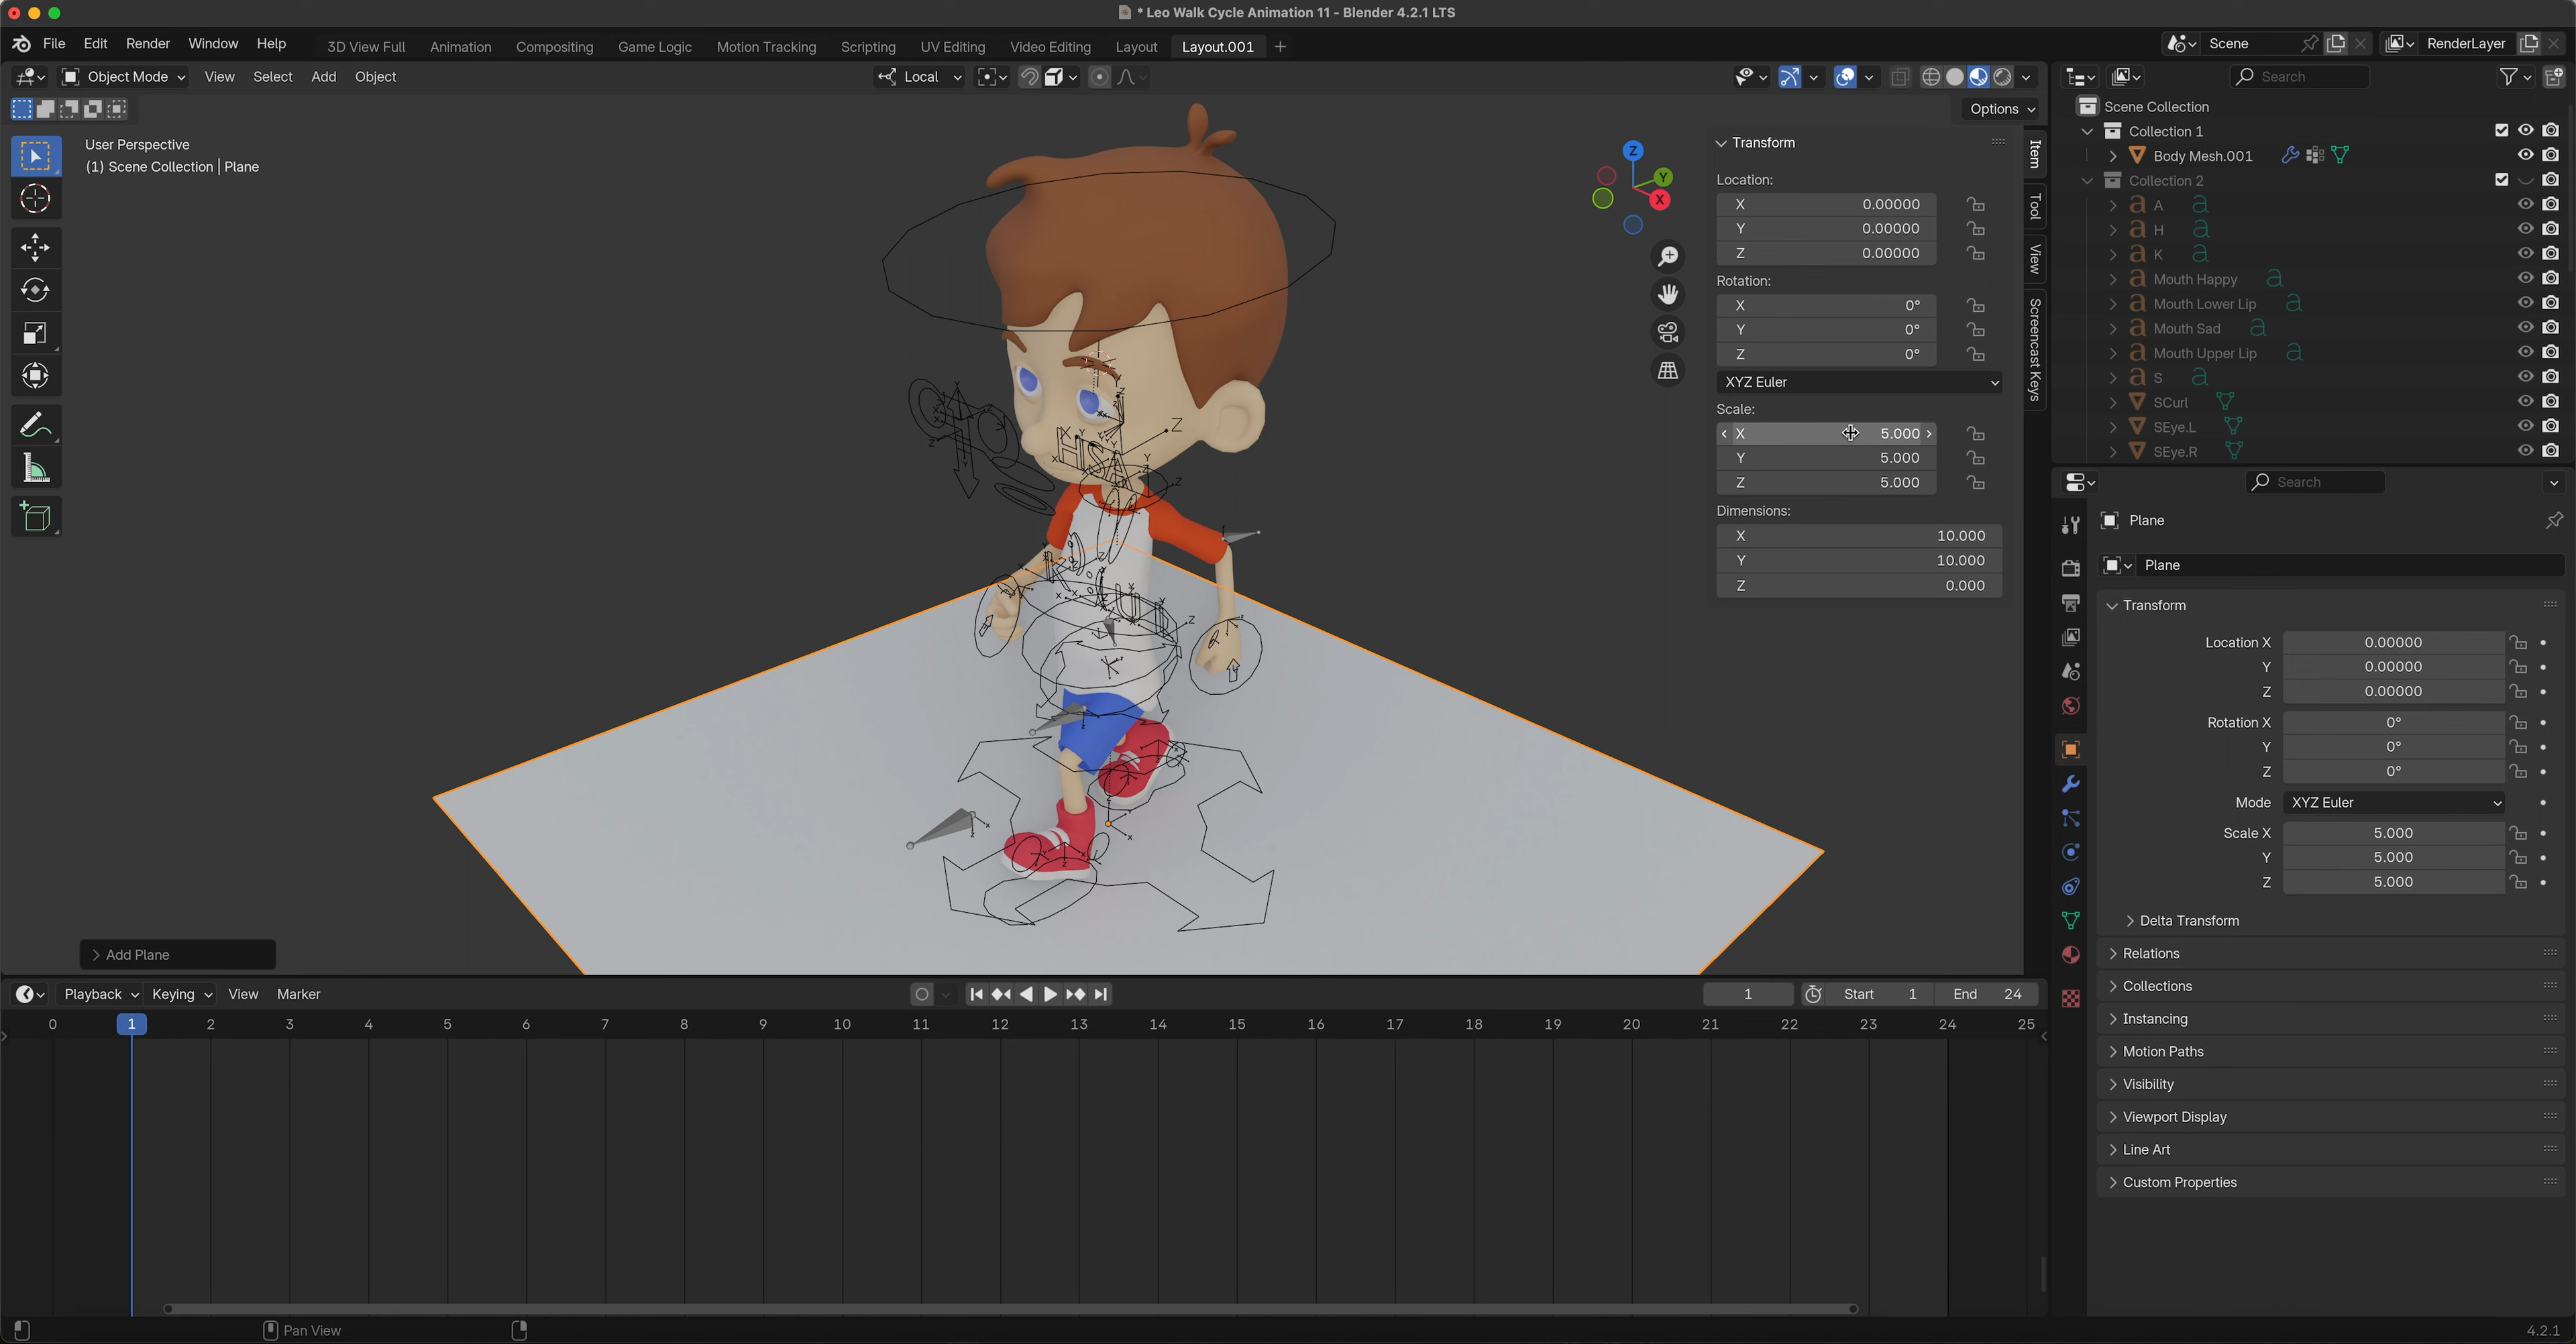 * Leo Walk Cycle Animation 11 - Blender 4.2.1 LTS
File Edit Render Window Help
3D View Full Animation Compositing Game Logic Motion Tracking Scripting UV Editing Video Editing Layout Layout.001 +
Scene RenderLayer
Object Mode View Select Add Object
Local
Search
Options
User Perspective
(1) Scene Collection | Plane
Z
Y
X
Transform
Location:
X 0.00000
Y 0.00000
Z 0.00000
Rotation:
X 0°
Y 0°
Z 0°
XYZ Euler
Scale:
X 5.000
Y 5.000
Z 5.000
Dimensions:
X 10.000
Y 10.000
Z 0.000
Item
Tool
View
Screencast Keys
Scene Collection
Collection 1
Body Mesh.001
Collection 2
A
H
K
Mouth Happy
Mouth Lower Lip
Mouth Sad
Mouth Upper Lip
S
SCurl
SEye.L
SEye.R
Search
Plane
Plane
Transform
Location X 0.00000
Y 0.00000
Z 0.00000
Rotation X 0°
Y 0°
Z 0°
Mode XYZ Euler
Scale X 5.000
Y 5.000
Z 5.000
Delta Transform
Relations
Collections
Instancing
Motion Paths
Visibility
Viewport Display
Line Art
Custom Properties
Add Plane
Playback Keying View Marker
1 Start 1 End 24
0 1 2 3 4 5 6 7 8 9 10 11 12 13 14 15 16 17 18 19 20 21 22 23 24 25
Pan View
4.2.1